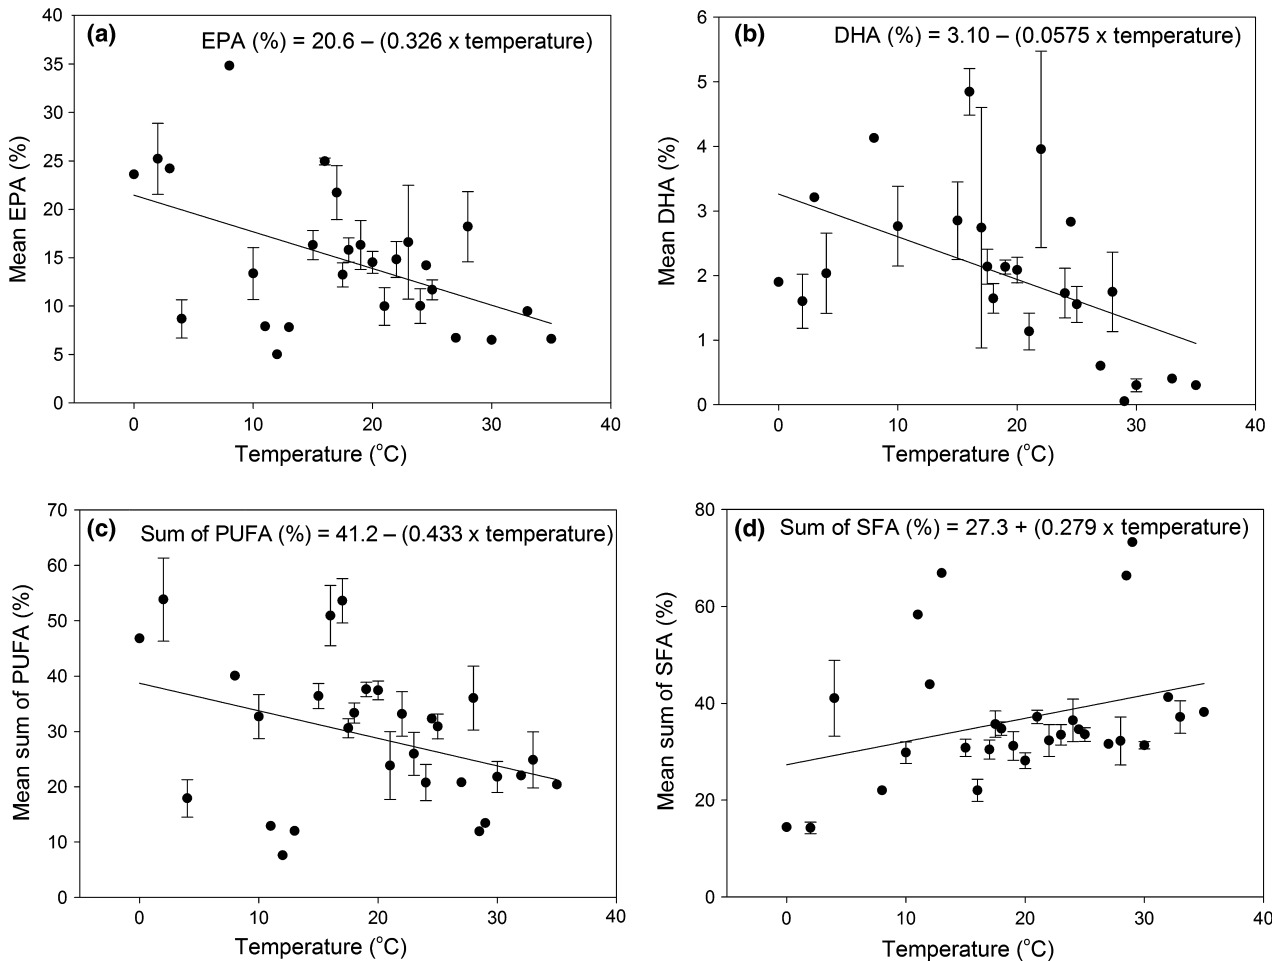 (a)
EPA (%) = 20.6 – (0.326 x temperature)
Mean EPA (%)
40
35
30
25
20
15
10
5
0
0 10 20 30 40
Temperature (°C)
(b)
DHA (%) = 3.10 – (0.0575 x temperature)
Mean DHA (%)
6
5
4
3
2
1
0
0 10 20 30 40
Temperature (°C)
(c)
Sum of PUFA (%) = 41.2 – (0.433 x temperature)
Mean sum of PUFA (%)
70
60
50
40
30
20
10
0
0 10 20 30 40
Temperature (°C)
(d)
Sum of SFA (%) = 27.3 + (0.279 x temperature)
Mean sum of SFA (%)
80
60
40
20
0
0 10 20 30 40
Temperature (°C)